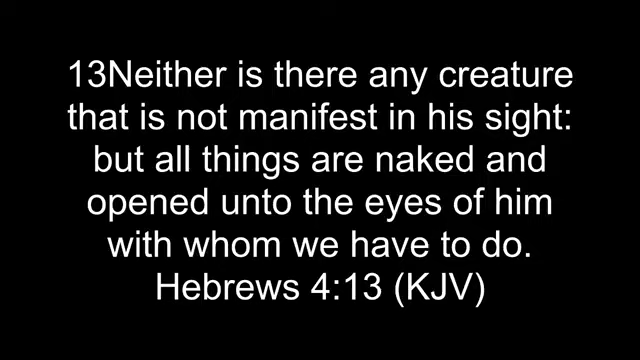 13Neither is there any creature
that is not manifest in his sight:
but all things are naked and
opened unto the eyes of him
with whom we have to do.
Hebrews 4:13 (KJV)